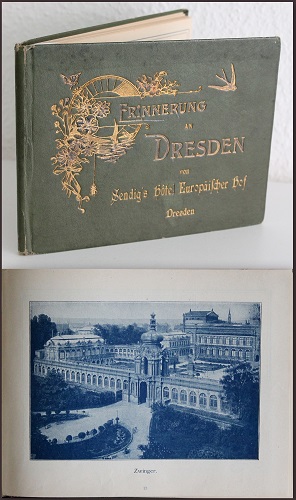 ERINNERUNG
AN
DRESDEN
von
Sendig's Hôtel Europäischer Hof
Dresden
Zwinger.